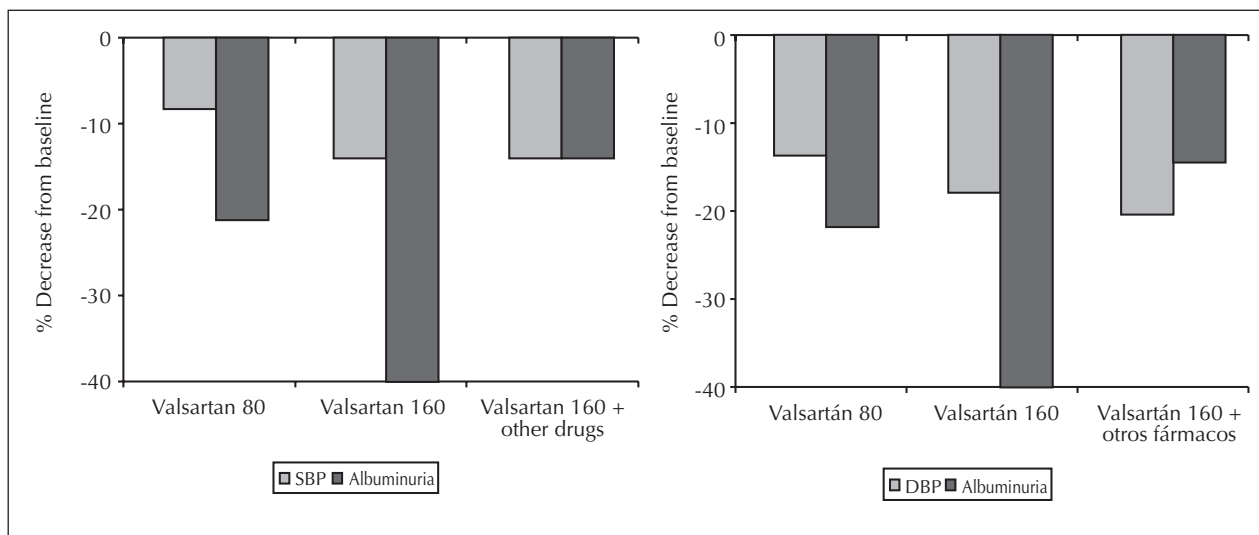 % Decrease from baseline
0
-10
-20
-30
-40
Valsartan 80
Valsartan 160
Valsartan 160 +
other drugs
SBP
Albuminuria
% Decrease from baseline
0
-10
-20
-30
-40
Valsartán 80
Valsartán 160
Valsartán 160 +
otros fármacos
DBP
Albuminuria